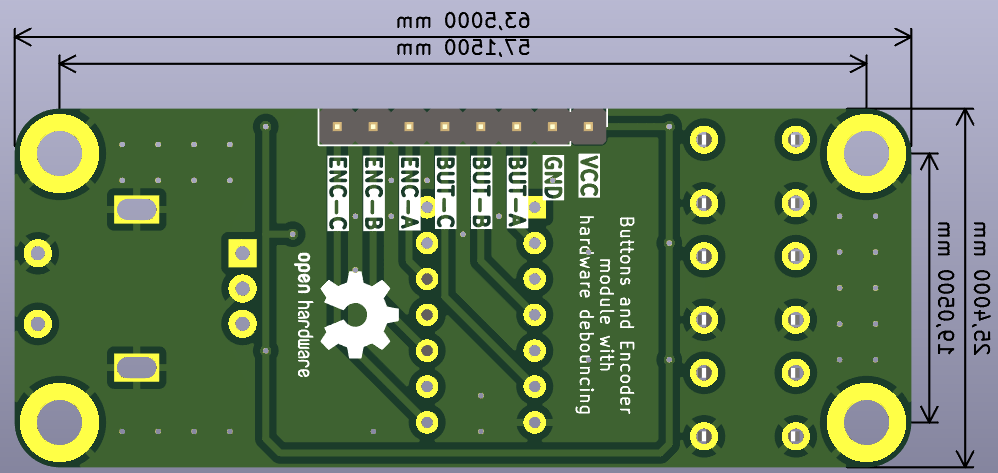 63,5000 mm
57,1500 mm
ENC-C
ENC-B
ENC-A
BUT-C
BUT-B
BUT-A
GND
VCC
open hardware
Buttons and Encoder
module with
hardware debouncing
19,0500 mm
25,4000 mm